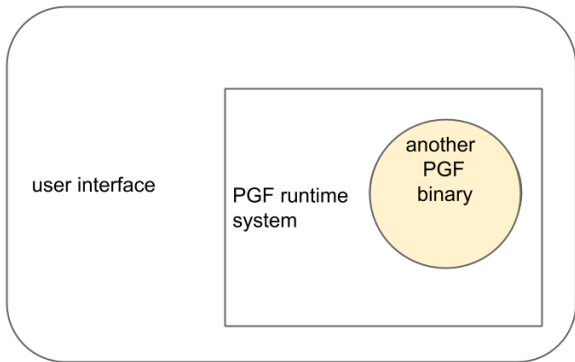 user interface
PGF runtime
system
another
PGF
binary